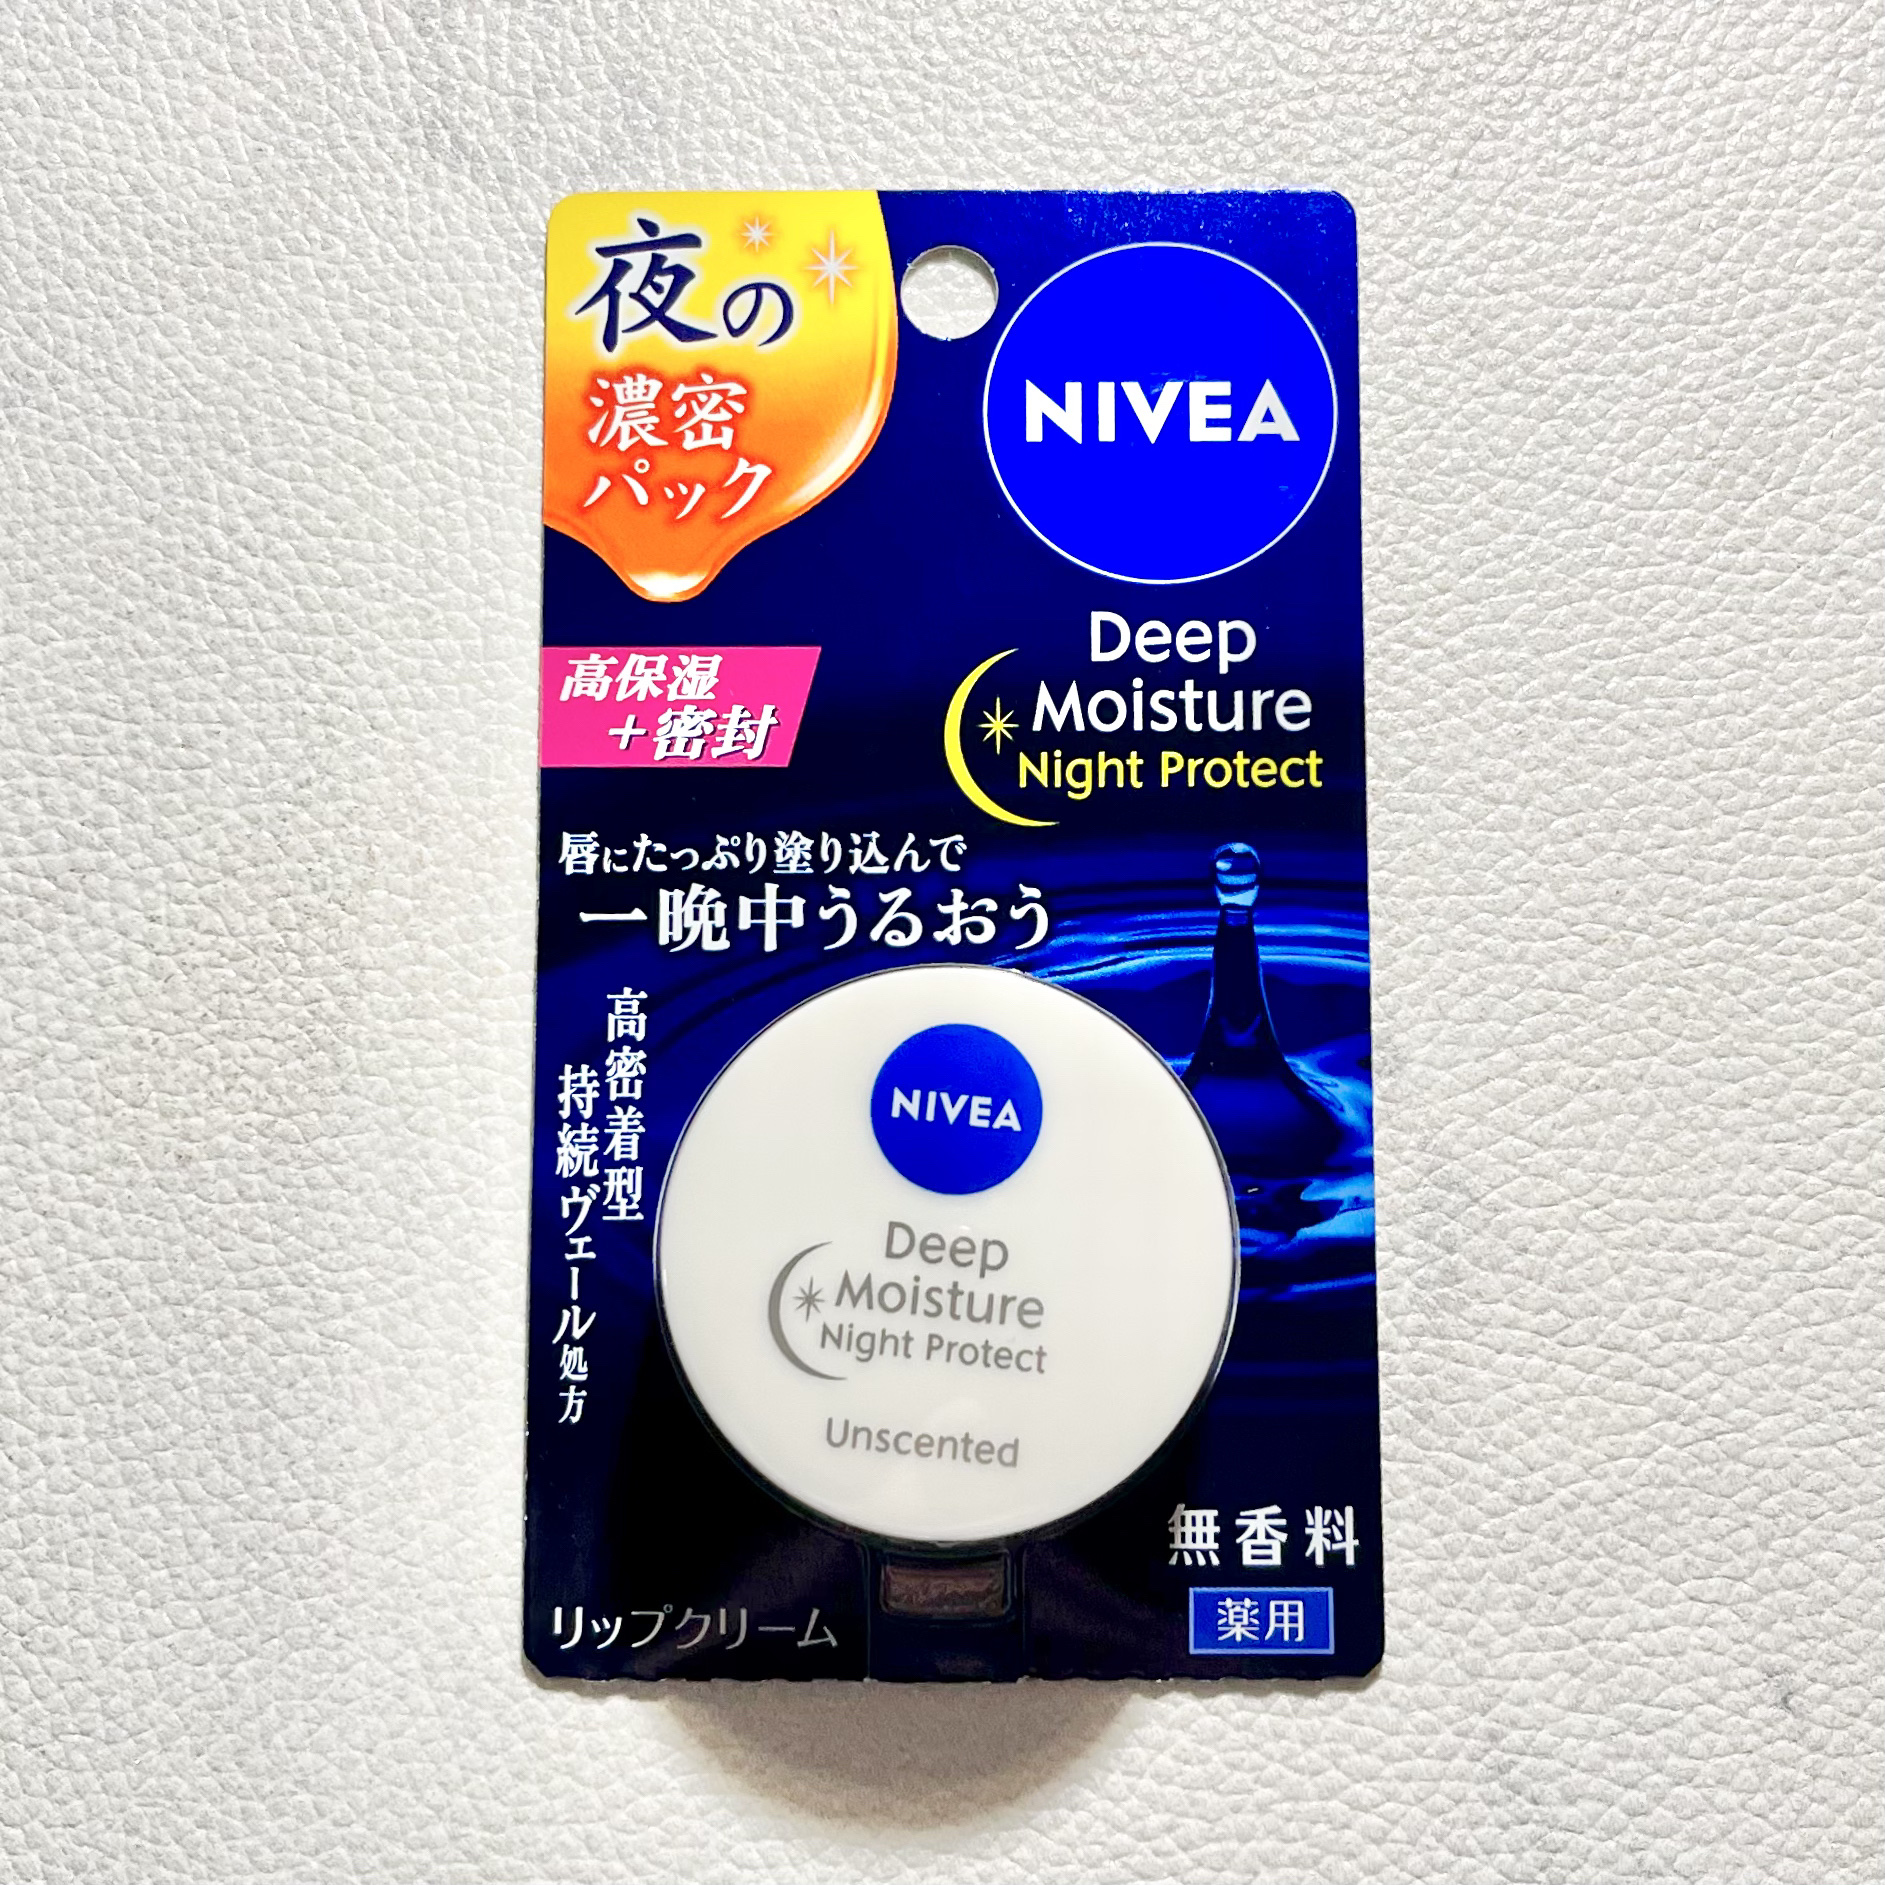 夜の
濃密
パック
NIVEA
Deep
Moisture
Night Protect
高保湿
+密封
唇にたっぷり塗り込んで
一晩中うるおう
高密着型
持続ヴェール処方
NIVEA
Deep
Moisture
Night Protect
Unscented
無香料
薬用
リップクリーム